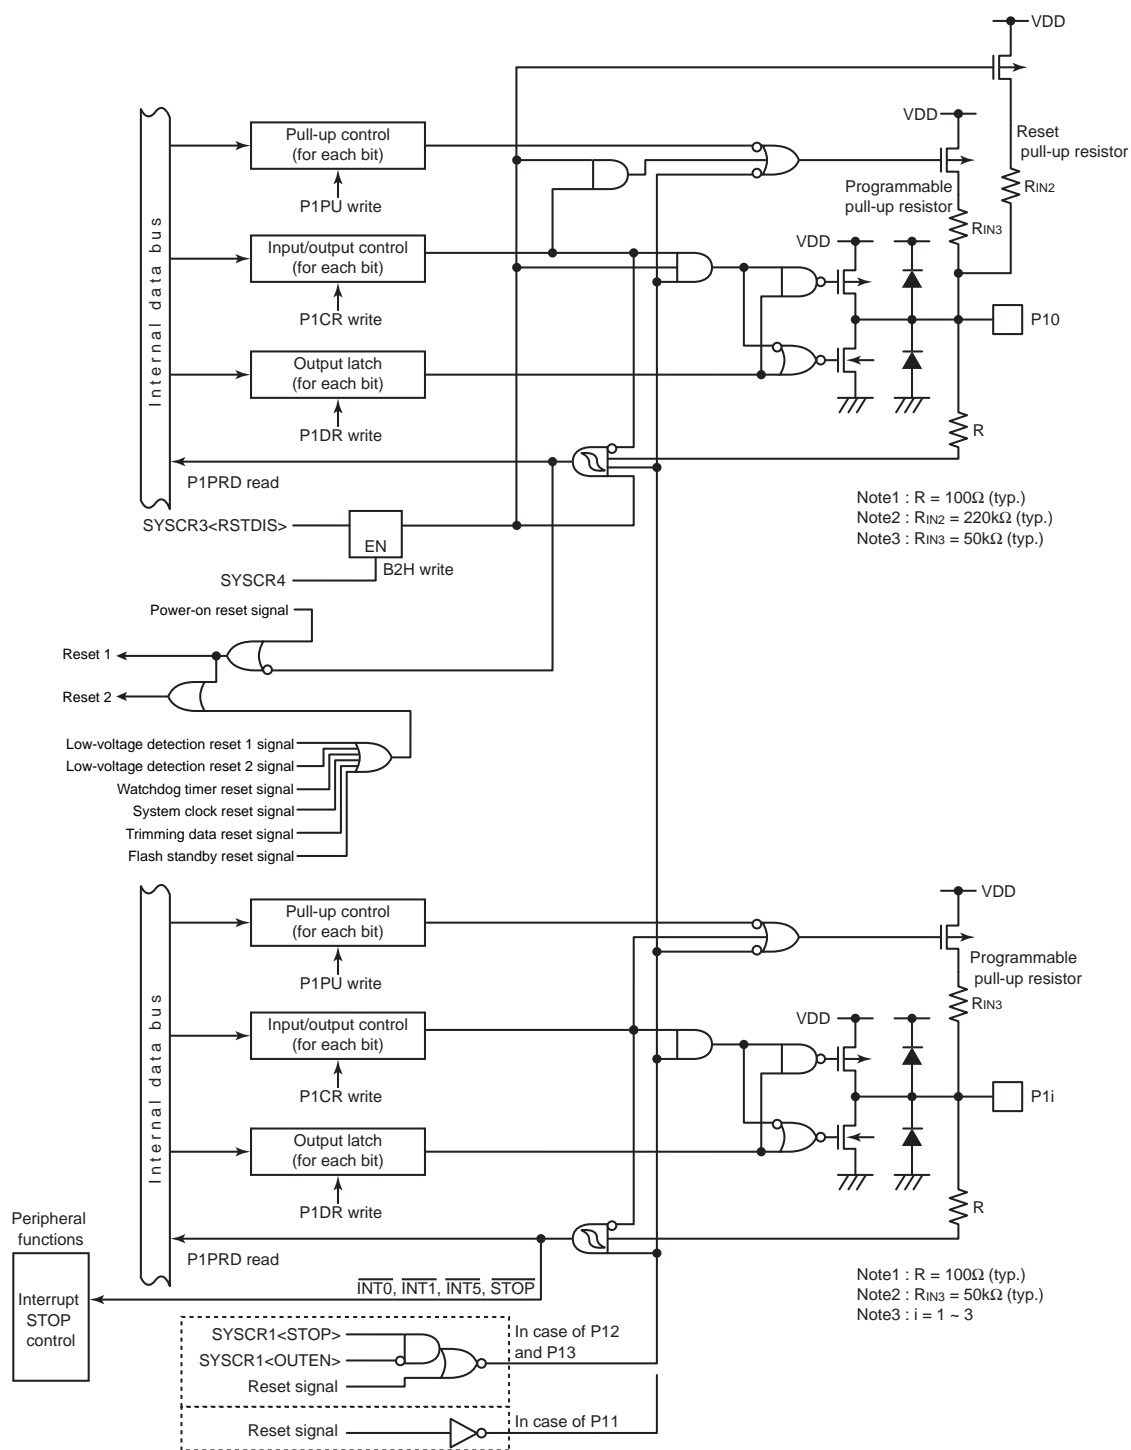 VDD
VDD
Reset
pull-up resistor
Pull-up control
(for each bit)
P1PU write
Programmable
pull-up resistor
RIN2
RIN3
Internal data bus
Input/output control
(for each bit)
VDD
P1CR write
P10
Output latch
(for each bit)
P1DR write
R
P1PRD read
Note1 : R = 100Ω (typ.)
Note2 : RIN2 = 220kΩ (typ.)
Note3 : RIN3 = 50kΩ (typ.)
SYSCR3<RSTDIS>
EN
B2H write
SYSCR4
Power-on reset signal
Reset 1
Reset 2
Low-voltage detection reset 1 signal
Low-voltage detection reset 2 signal
Watchdog timer reset signal
System clock reset signal
Trimming data reset signal
Flash standby reset signal
VDD
Pull-up control
(for each bit)
P1PU write
Programmable
pull-up resistor
RIN3
Internal data bus
Input/output control
(for each bit)
VDD
P1CR write
P1i
Output latch
(for each bit)
P1DR write
R
Peripheral
functions
P1PRD read
Interrupt
STOP
control
INT0, INT1, INT5, STOP
Note1 : R = 100Ω (typ.)
Note2 : RIN3 = 50kΩ (typ.)
Note3 : i = 1 ~ 3
SYSCR1<STOP>
SYSCR1<OUTEN>
Reset signal
In case of P12
and P13
Reset signal
In case of P11